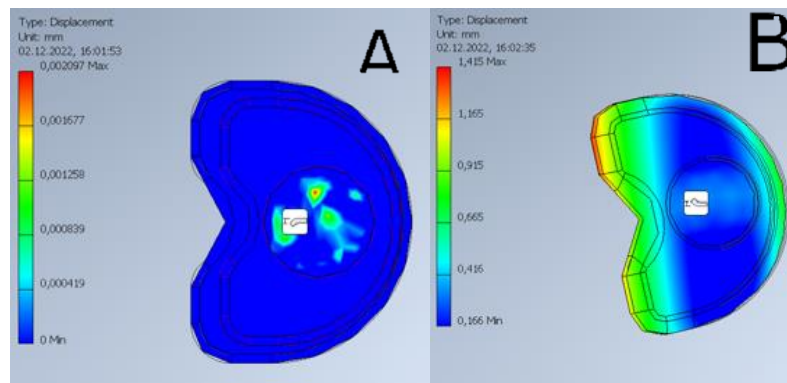 Type: Displacement
Unit: mm
02.12.2022, 16:01:53
0,002097 Max
0,001677
0,001258
0,000839
0,000419
0 Min
A
Type: Displacement
Unit: mm
02.12.2022, 16:02:35
1,415 Max
1,165
0,915
0,665
0,416
0,166 Min
B